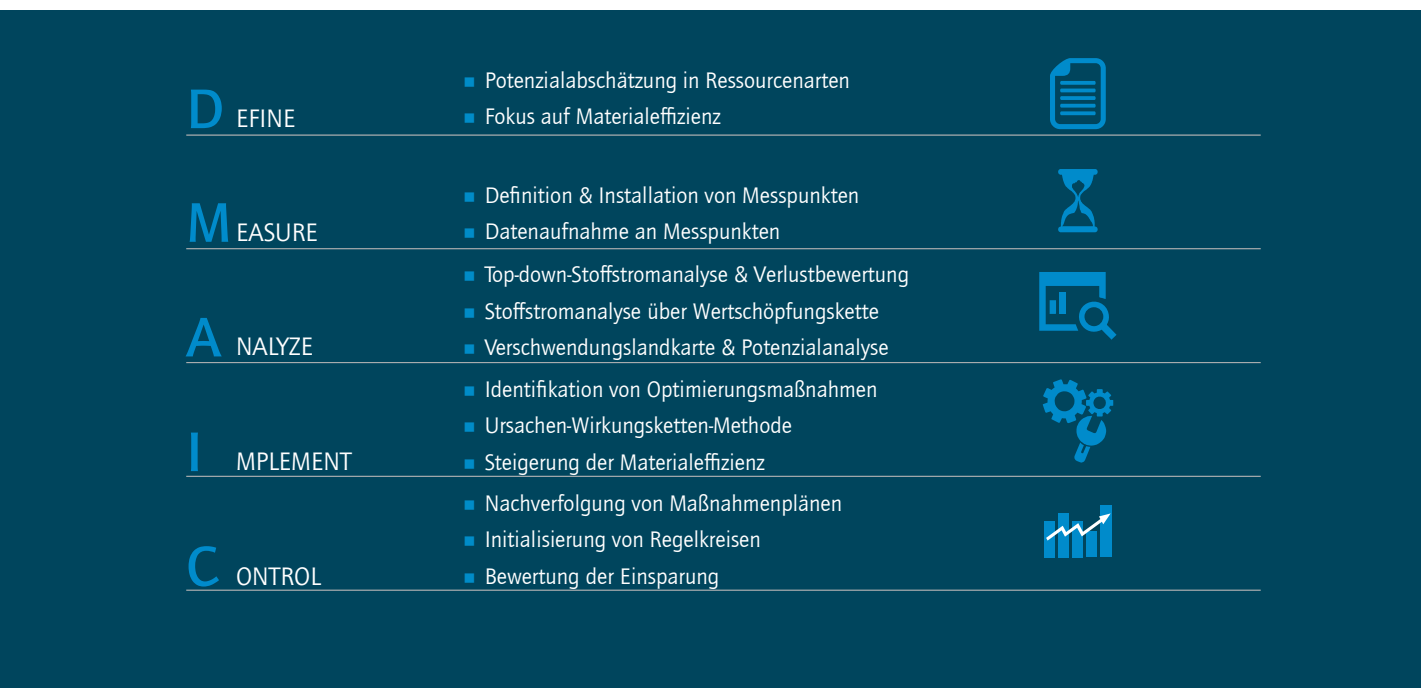 Potenzialabschätzung in Ressourcenarten
DEFINE
Fokus auf Materialeffizienz
Definition & Installation von Messpunkten
MEASURE
Datenaufnahme an Messpunkten
Top-down-Stoffstromanalyse & Verlustbewertung
Stoffstromanalyse über Wertschöpfungskette
ANALYZE
Verschwendungslandkarte & Potenzialanalyse
Identifikation von Optimierungsmaßnahmen
Ursachen-Wirkungsketten-Methode
IMPLEMENT
Steigerung der Materialeffizienz
Nachverfolgung von Maßnahmenplänen
Initialisierung von Regelkreisen
CONTROL
Bewertung der Einsparung